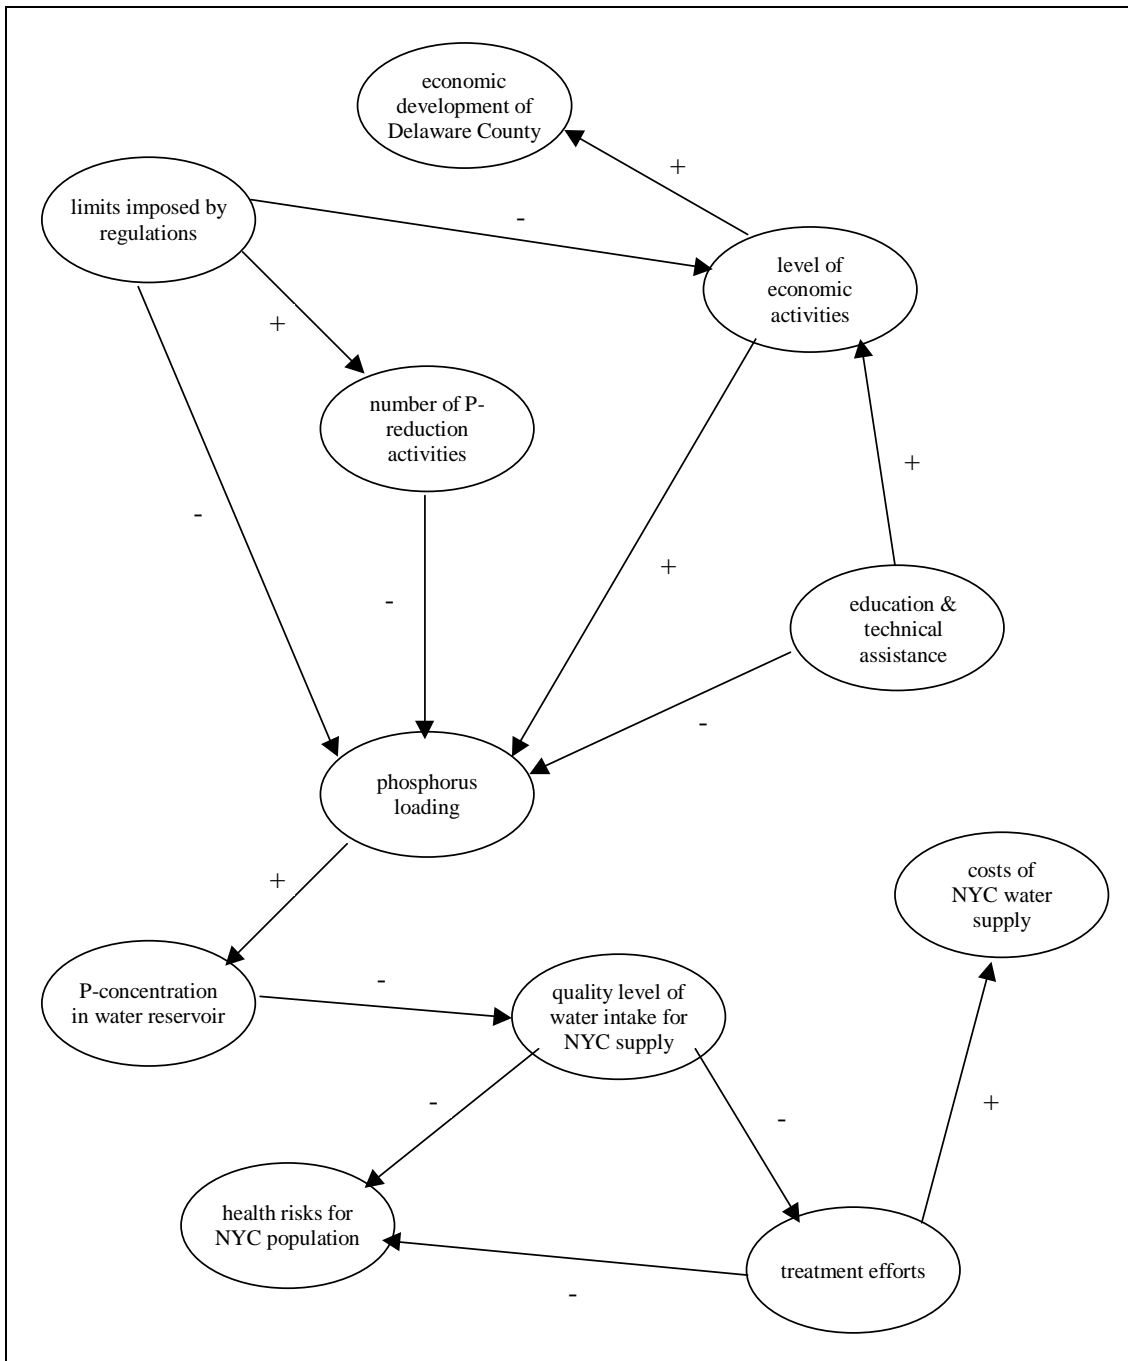 economic
development of
Delaware County
+
limits imposed by
regulations
-
level of
economic
activities
+
number of P-
reduction
activities
+
-
+
-
education &
technical
assistance
-
phosphorus
loading
+
costs of
NYC water
supply
P-concentration
in water reservoir
-
quality level of
water intake for
NYC supply
-
-
+
health risks for
NYC population
treatment efforts
-